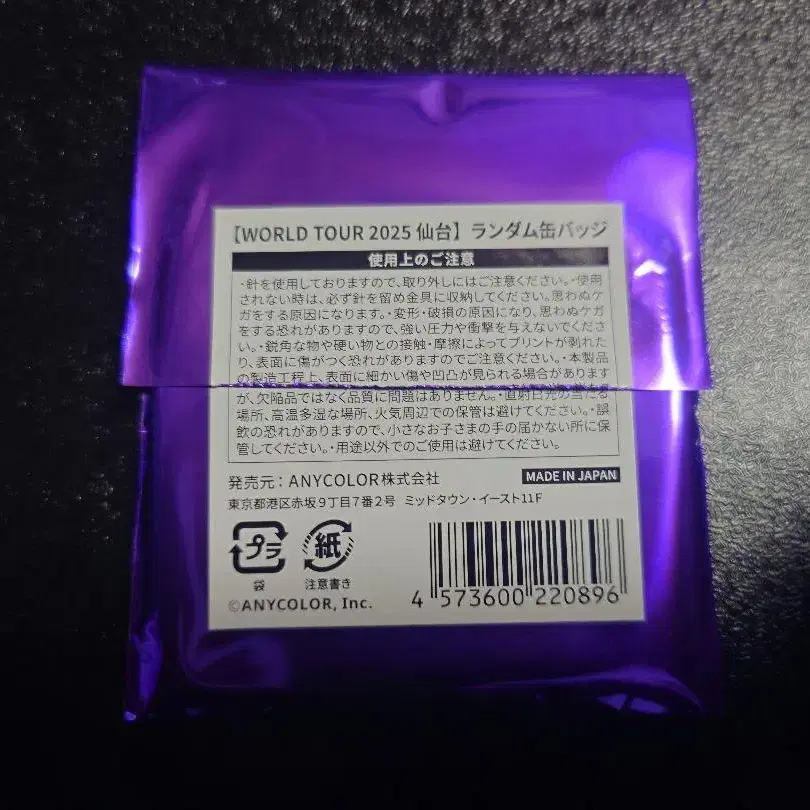 【WORLD TOUR 2025 仙台】ランダム缶バッジ
使用上のご注意
・針を使用しておりますので、取り外しにはご注意ください。・使用
されない時は、必ず針を留め金具に収納してください。思わぬケ
ガをする原因になります。・変形・破損の原因になり、思わぬケガ
をする恐れがありますので、強い圧力や衝撃を与えないでくだ
さい。・鋭角な物や硬い物との接触・摩擦によってプリントが剥れた
り、表面に傷がつく恐れがありますのでご注意ください。・本製品
の製造工程上、表面に細かい傷や凹凸が見られる場合があります
が、欠陥品ではなく品質に問題はありません。・直射日光の当たる
場所、高温多湿な場所、火気周辺での保管は避けてください。・誤
飲の恐れがありますので、小さなお子さまの手の届かない所に保
管してください。・用途以外でのご使用は避けてください。
発売元：ANYCOLOR株式会社
MADE IN JAPAN
東京都港区赤坂9丁目7番2号 ミッドタウン・イースト11F
プラ
紙
袋
注意書き
©ANYCOLOR, Inc.
4 573600 220896